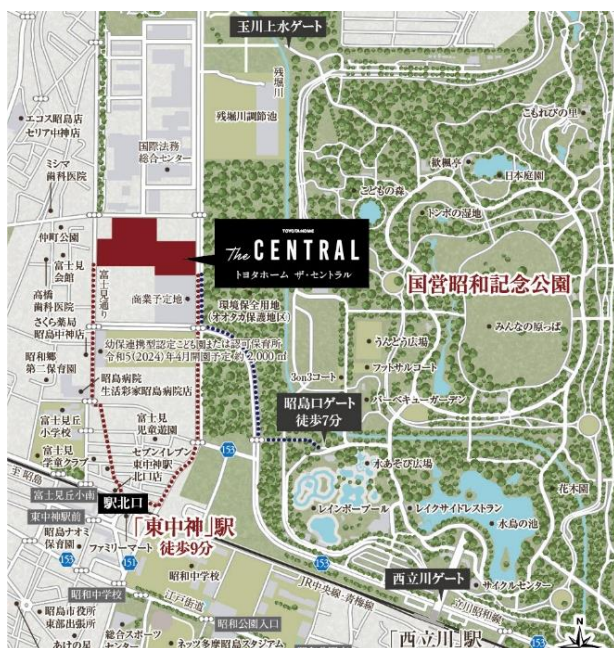 玉川上水ゲート
残堀川
エコス昭島店
セリア中神店
残堀川調節池
こもれびの里
国際法務
総合センター
ミシマ
歯科医院
歓楓亭
日本庭園
こどもの森
トンボの湿地
仲町公園
富士見
会館
富士見通り
TOYOTA HOME
The CENTRAL
トヨタホーム ザ・セントラル
国営昭和記念公園
高橋
歯科医院
商業予定地
環境保全用地
(オオタカ保護地区)
みんなの原っぱ
さくら薬局
昭島中神店
幼保連携型認定こども園または認可保育所
令和5(2024)年4月開園予定 約2,000㎡
うんどう広場
昭和郷
第二保育園
フットサルコート
3on3コート
昭島病院
生活彩家昭島病院店
昭島口ゲート
徒歩7分
バーベキューガーデン
富士見丘
小学校
富士見
児童遊園
富士見
学童クラブ
セブンイレブン
東中神駅
北口店
153
水あそび広場
至 昭島
駅北口
富士見丘小南
「東中神」駅
徒歩9分
レインボープール
レイクサイドレストラン
花木園
水鳥の池
東中神駅前
昭島ナオミ
保育園
ファミリーマート
153
151
昭和中学校
153
西立川ゲート
サイクルセンター
JR中央線・青梅線
昭和中学校
江戸街道
昭和公園入口
立川昭和線
153
昭島市役所
東部出張所
あけの星
総合スポーツ
センター
ネッツ多摩昭島スタジアム
「西立川」駅
N